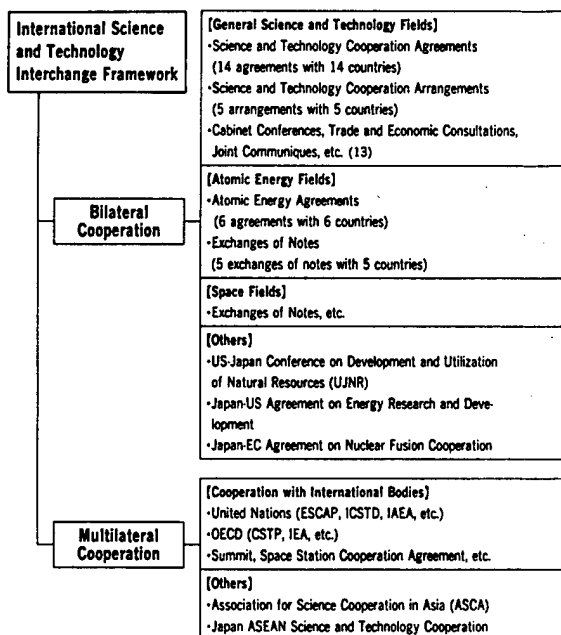 International Science
and Technology
Interchange Framework
Bilateral
Cooperation
[General Science and Technology Fields]
·Science and Technology Cooperation Agreements
(14 agreements with 14 countries)
·Science and Technology Cooperation Arrangements
(5 arrangements with 5 countries)
·Cabinet Conferences, Trade and Economic Consultations,
Joint Communiques, etc. (13)
[Atomic Energy Fields]
·Atomic Energy Agreements
(6 agreements with 6 countries)
·Exchanges of Notes
(5 exchanges of notes with 5 countries)
[Space Fields]
·Exchanges of Notes, etc.
[Others]
·US-Japan Conference on Development and Utilization
of Natural Resources (UJNR)
·Japan-US Agreement on Energy Research and Deve-
lopment
·Japan-EC Agreement on Nuclear Fusion Cooperation
Multilateral
Cooperation
[Cooperation with International Bodies]
·United Nations (ESCAP, ICSTD, IAEA, etc.)
·OECD (CSTP, IEA, etc.)
·Summit, Space Station Cooperation Agreement, etc.
[Others]
·Association for Science Cooperation in Asia (ASCA)
·Japan ASEAN Science and Technology Cooperation